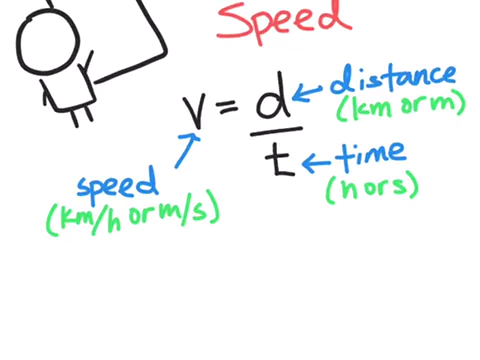 Speed
v = d/t
distance
(km or m)
time
(h or s)
speed
(km/h or m/s)